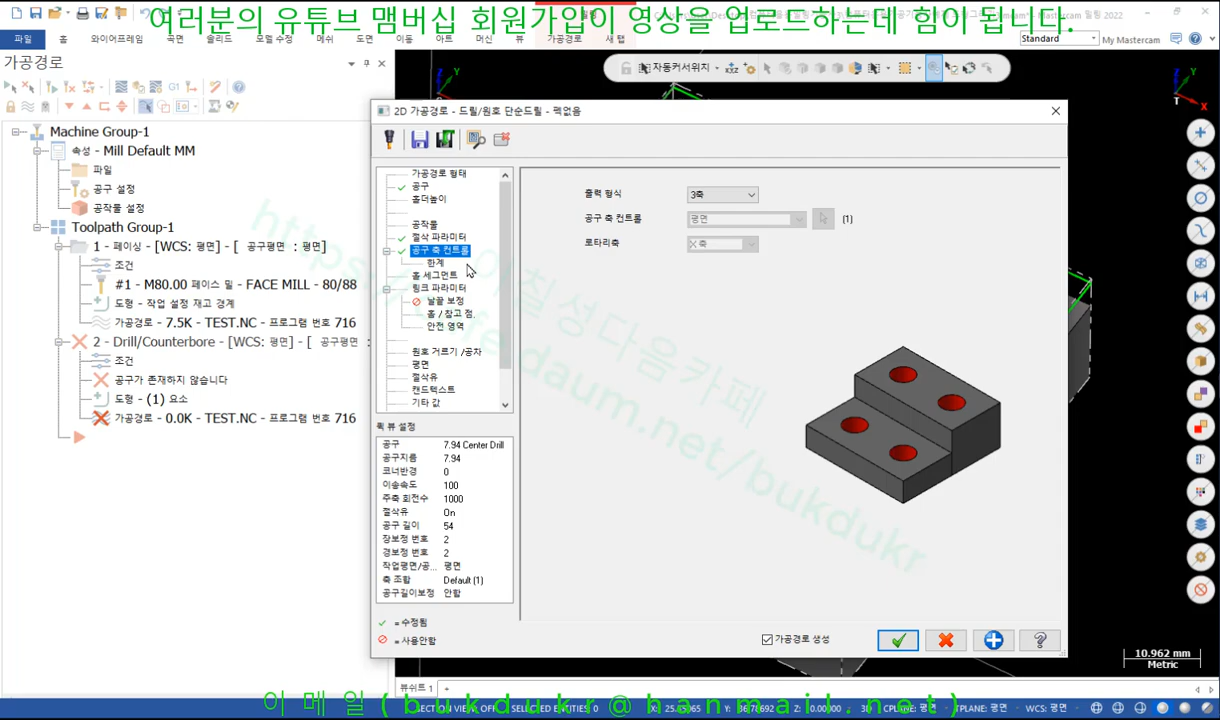 여러분의 유튜브 맴버십 회원가입이 영상을 업로드하는데 힘이 됩니다.
파일 홈 와이어프레임 곡면 솔리드 모델 수정 메쉬 도면 이동 아트 머신 뷰 가공경로 새 탭
밀링 2022
Standard
My Mastercam
가공경로
자동커서위치
G1
Machine Group-1
속성 - Mill Default MM
파일
공구 설정
공작물 설정
Toolpath Group-1
1 - 페이싱 - [WCS: 평면] - [ 공구평면 : 평면]
조건
#1 - M80.00 페이스 밀 - FACE MILL - 80/88
도형 - 작업 설정 재고 경계
가공경로 - 7.5K - TEST.NC - 프로그램 번호 716
2 - Drill/Counterbore - [WCS: 평면] - [ 공구평면 :
조건
공구가 존재하지 않습니다
도형 - (1) 요소
가공경로 - 0.0K - TEST.NC - 프로그램 번호 716
2D 가공경로 - 드릴/원호 단순드릴 - 펙없음
가공경로 형태
공구
홀더높이
공작물
절삭 파라미터
공구 축 컨트롤
한계
홀 세그먼트
링크 파라미터
날끝 보정
홈 / 참고 점.
안전 영역
원호 거르기 /공차
평면
절삭유
캔드텍스트
기타 값
출력 형식 3축
공구 축 컨트롤 평면 (1)
로타리축 X 축
퀵 뷰 설정
공구 7.94 Center Drill
공구지름 7.94
코너반경 0
이송속도 100
주축 회전수 1000
절삭유 On
공구 길이 54
장보정 번호 2
경보정 번호 2
작업평면/공... 평면
축 조합 Default (1)
공구길이보정 안함
= 수정됨
= 사용안함
가공경로 생성
https://cafe.daum.net/bukdukr
이칠성다음카페
10.962 mm
Metric
뷰쉬트 1
이 메 일 ( b u k d u k r @ h a n m a i l . n e t )